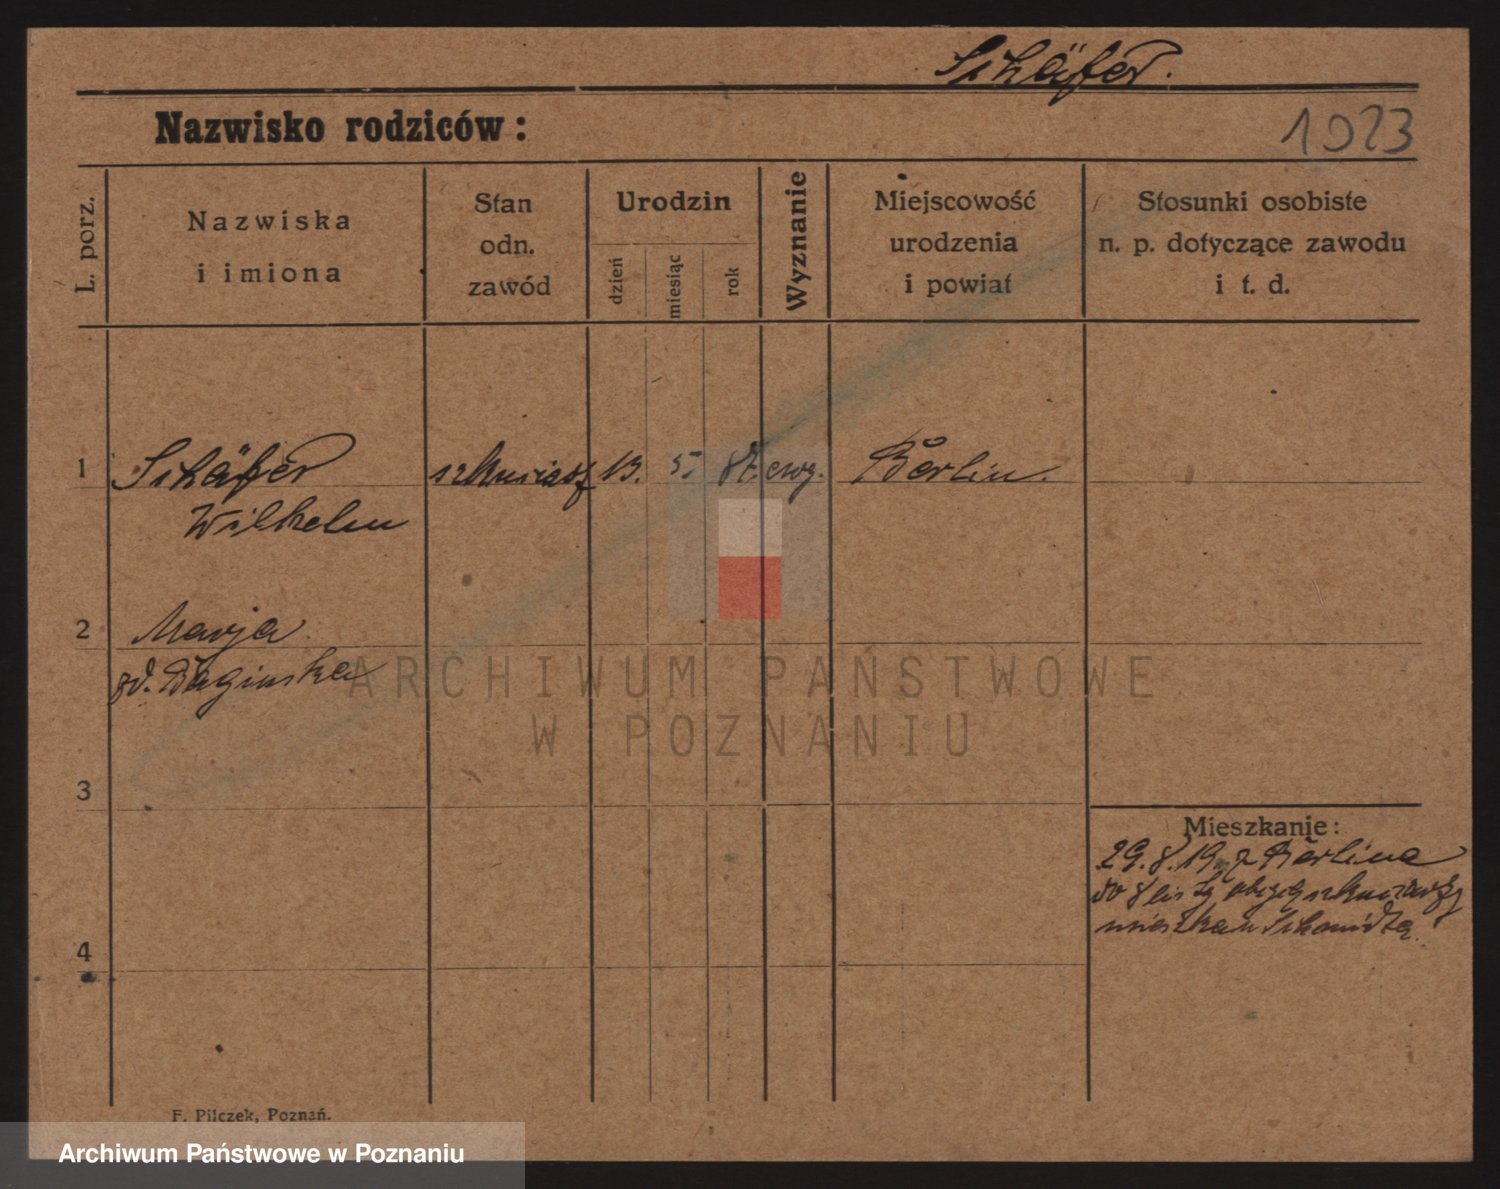 Schäfer.
Nazwisko rodziców:
1023
L. porz.
Nazwiska
i imiona
Stan
odn.
zawód
Urodzin
dzień
miesiąc
rok
Wyznanie
Miejscowość
urodzenia
i powiat
Stosunki osobiste
n. p. dotyczące zawodu
i t. d.
1
Schäfer
Wilhelm
13. 5. ewg.
Berlin.
2
Marja
3
4
Mieszkanie:
29. 8. 19. z Berlina
ARCHIWUM PAŃSTWOWE
W POZNANIU
F. Pilczek, Poznań.
Archiwum Państwowe w Poznaniu